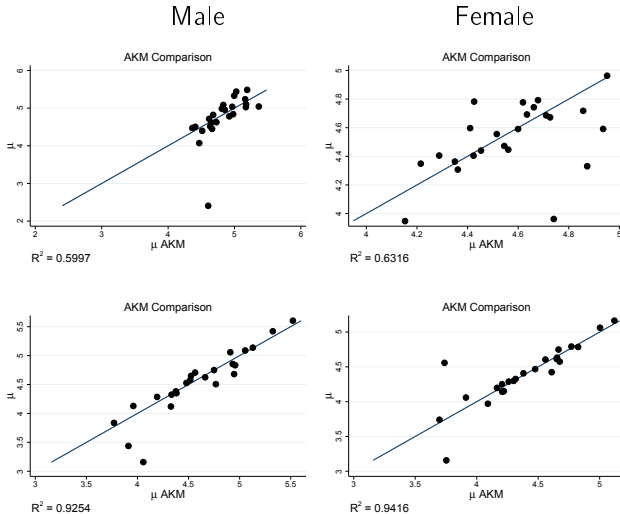 Male
Female
AKM Comparison
μ
6
5
4
3
2
2
3
4
5
6
μ AKM
R² = 0.5997
AKM Comparison
μ
5
4.8
4.6
4.4
4.2
4
4
4.2
4.4
4.6
4.8
5
μ AKM
R² = 0.6316
AKM Comparison
μ
5.5
5
4.5
4
3.5
3
3
3.5
4
4.5
5
5.5
μ AKM
R² = 0.9254
AKM Comparison
μ
5
4.5
4
3.5
3
3
3.5
4
4.5
5
μ AKM
R² = 0.9416